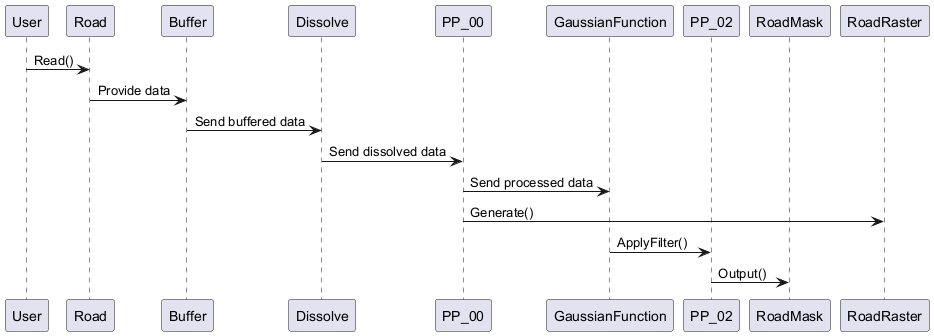 User Road Buffer Dissolve PP_00 GaussianFunction PP_02 RoadMask RoadRaster
Read()
Provide data
Send buffered data
Send dissolved data
Send processed data
Generate()
ApplyFilter()
Output()
User Road Buffer Dissolve PP_00 GaussianFunction PP_02 RoadMask RoadRaster